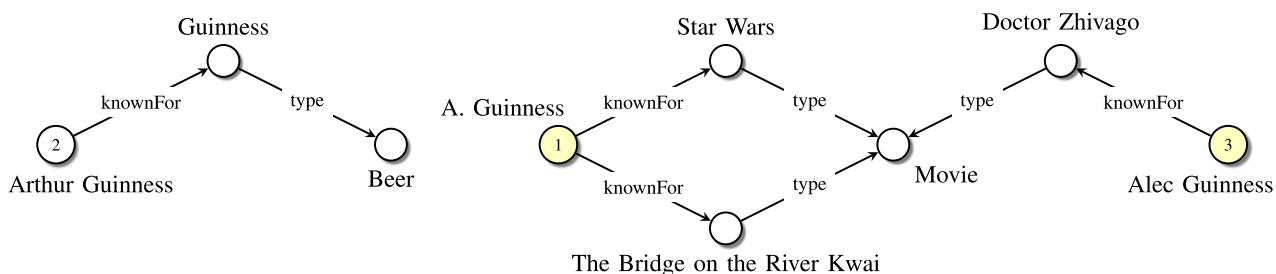 Guinness
knownFor
type
2
Arthur Guinness
Beer
Star Wars
A. Guinness
knownFor
type
1
knownFor
type
The Bridge on the River Kwai
Movie
Doctor Zhivago
type
knownFor
3
Alec Guinness